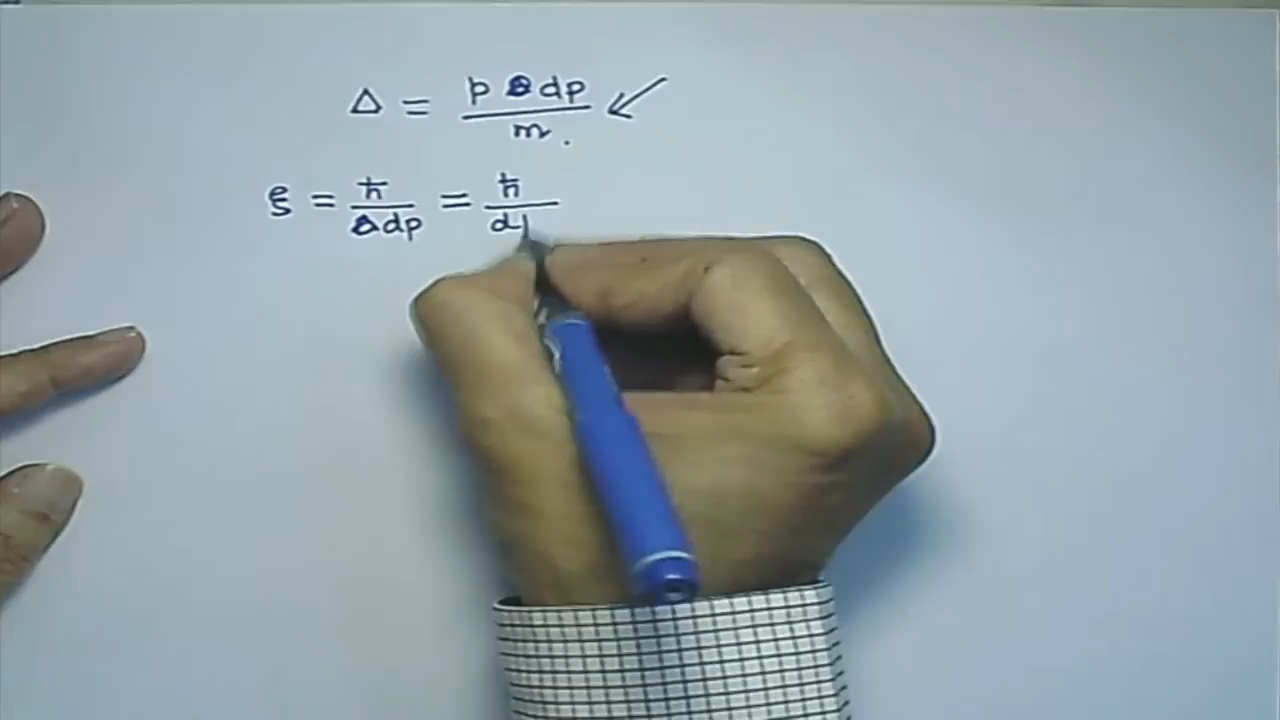 Δ = p dp / m.
ξ = ħ / dp = ħ / d